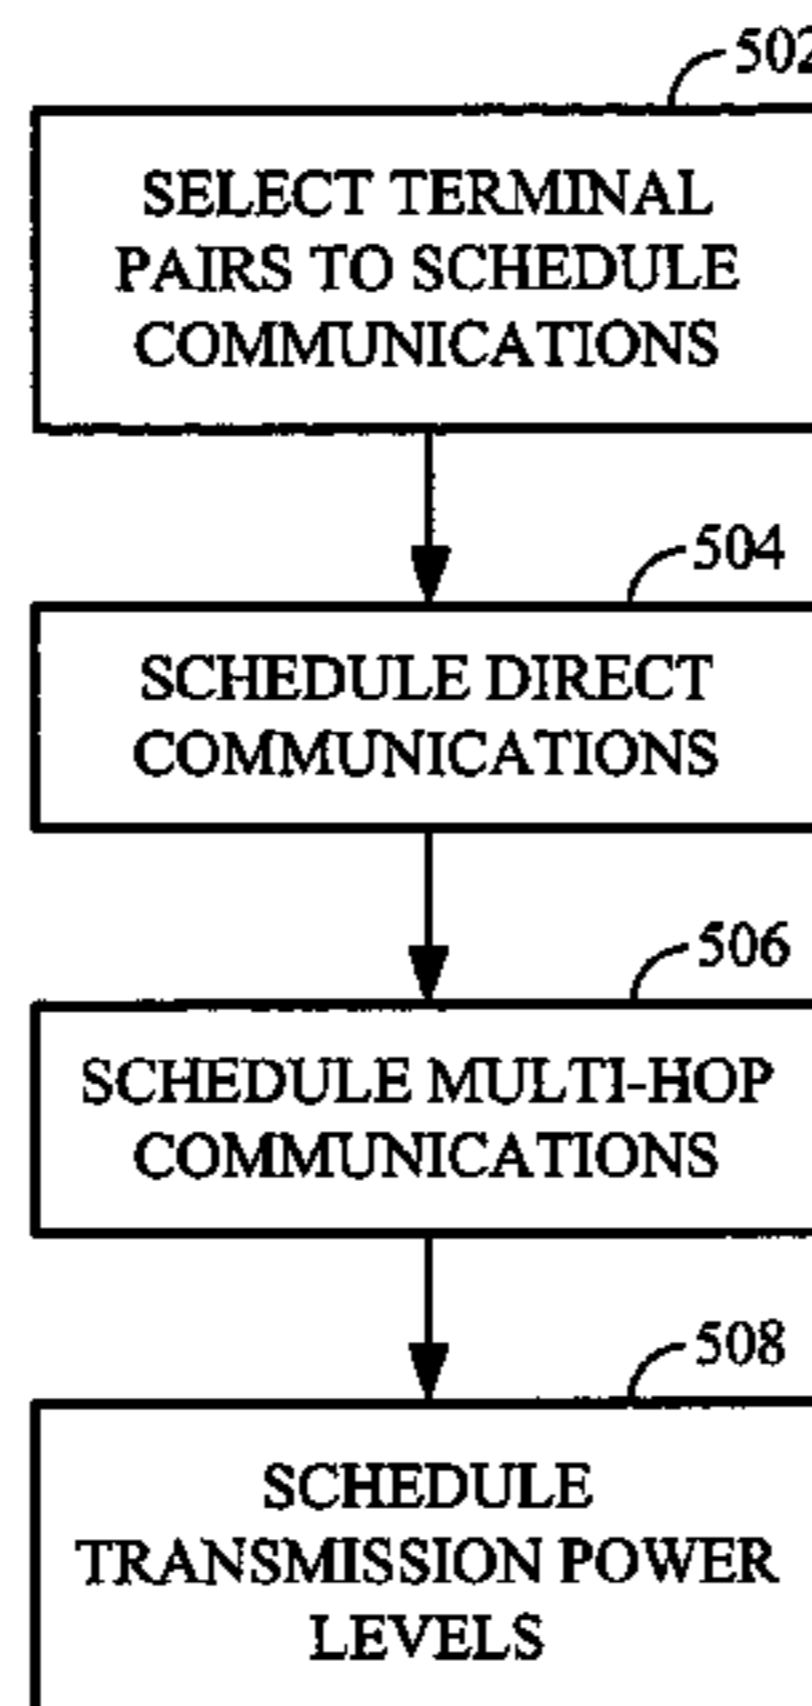 502
SELECT TERMINAL
PAIRS TO SCHEDULE
COMMUNICATIONS
504
SCHEDULE DIRECT
COMMUNICATIONS
506
SCHEDULE MULTI-HOP
COMMUNICATIONS
508
SCHEDULE
TRANSMISSION POWER
LEVELS